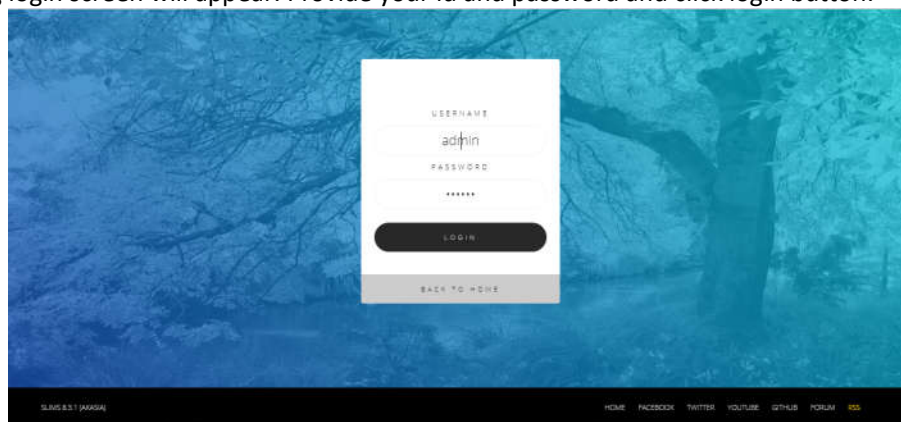 login screen will appear. Provide your id and password and click login button.
USERNAME
admin
PASSWORD
******
LOGIN
BACK TO HOME
SLIMS 8.3.1 (AKASIA)
HOME FACEBOOK TWITTER YOUTUBE GITHUB FORUM RSS